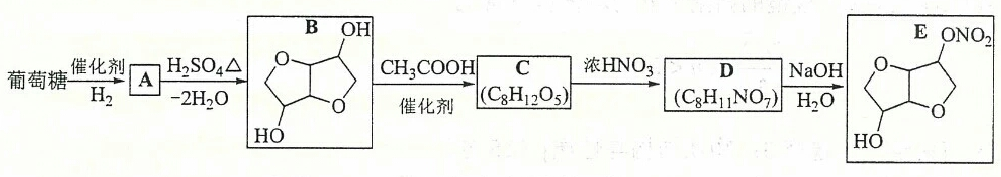 葡萄糖 催化剂 H₂ A H₂SO₄△ −2H₂O B OH O O HO CH₃COOH 催化剂 C (C₈H₁₂O₅) 浓HNO₃ D (C₈H₁₁NO₇) NaOH H₂O E ONO₂ O O HO